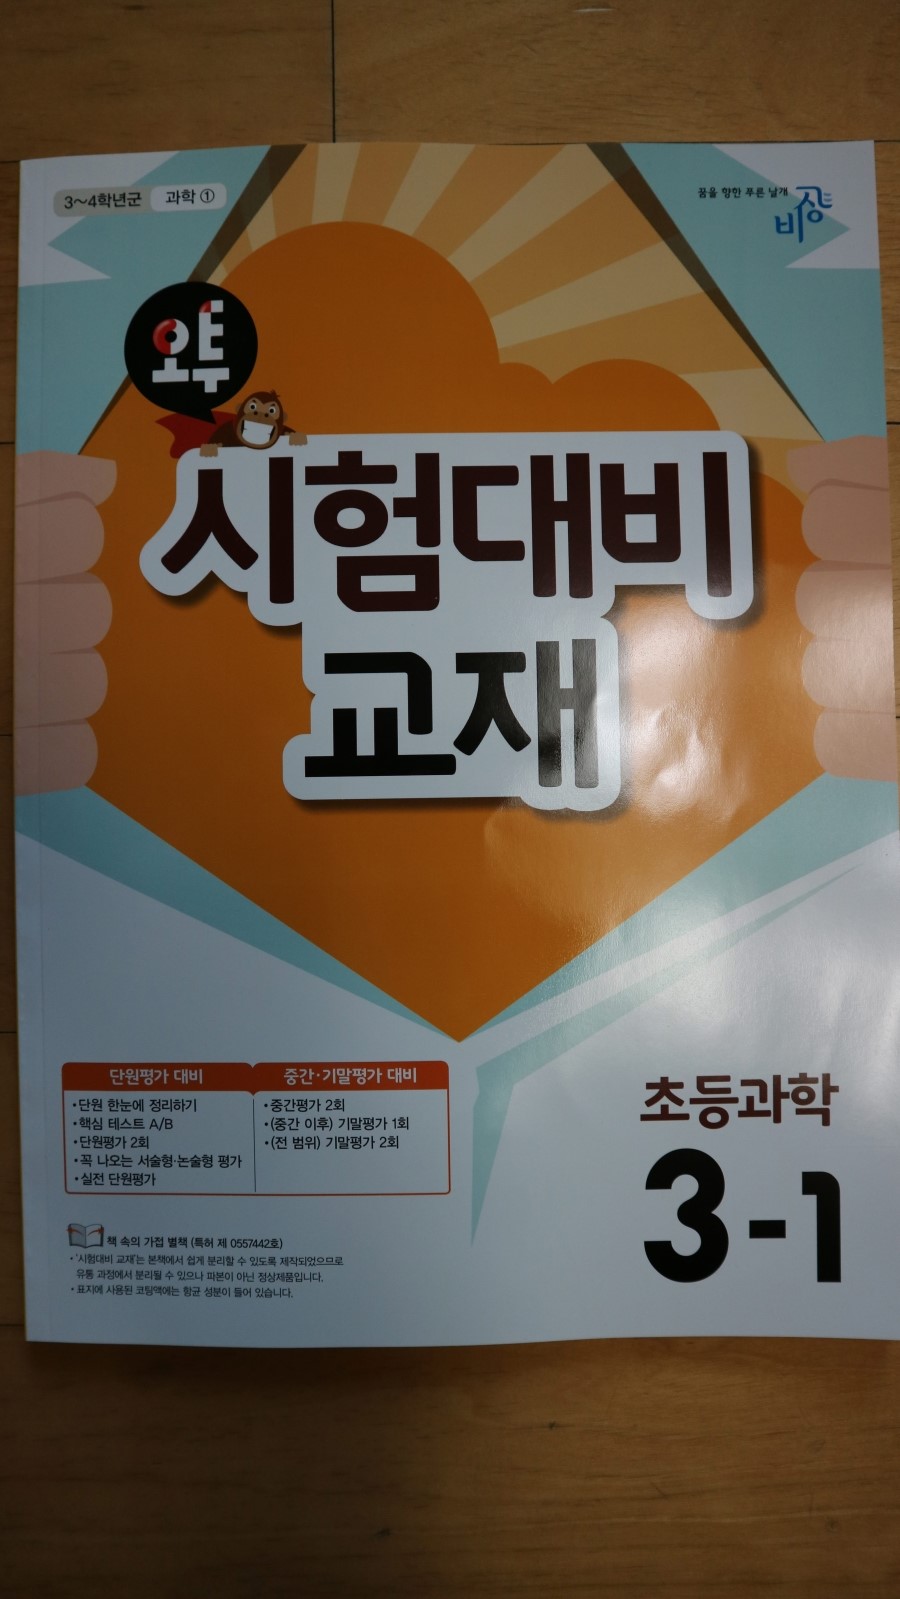 3~4학년군 과학 ①
꿈을 향한 푸른 날개
비상
오투
시험대비
교재
단원평가 대비
•단원 한눈에 정리하기
•핵심 테스트 A/B
•단원평가 2회
•꼭 나오는 서술형·논술형 평가
•실전 단원평가
중간·기말평가 대비
•중간평가 2회
•(중간 이후) 기말평가 1회
•(전 범위) 기말평가 2회
초등과학
3-1
책 속의 가접 별책 (특허 제 0557442호)
• '시험대비 교재'는 본책에서 쉽게 분리할 수 있도록 제작되었으므로
유통 과정에서 분리될 수 있으나 파본이 아닌 정상제품입니다.
• 표지에 사용된 코팅액에는 항균 성분이 들어 있습니다.